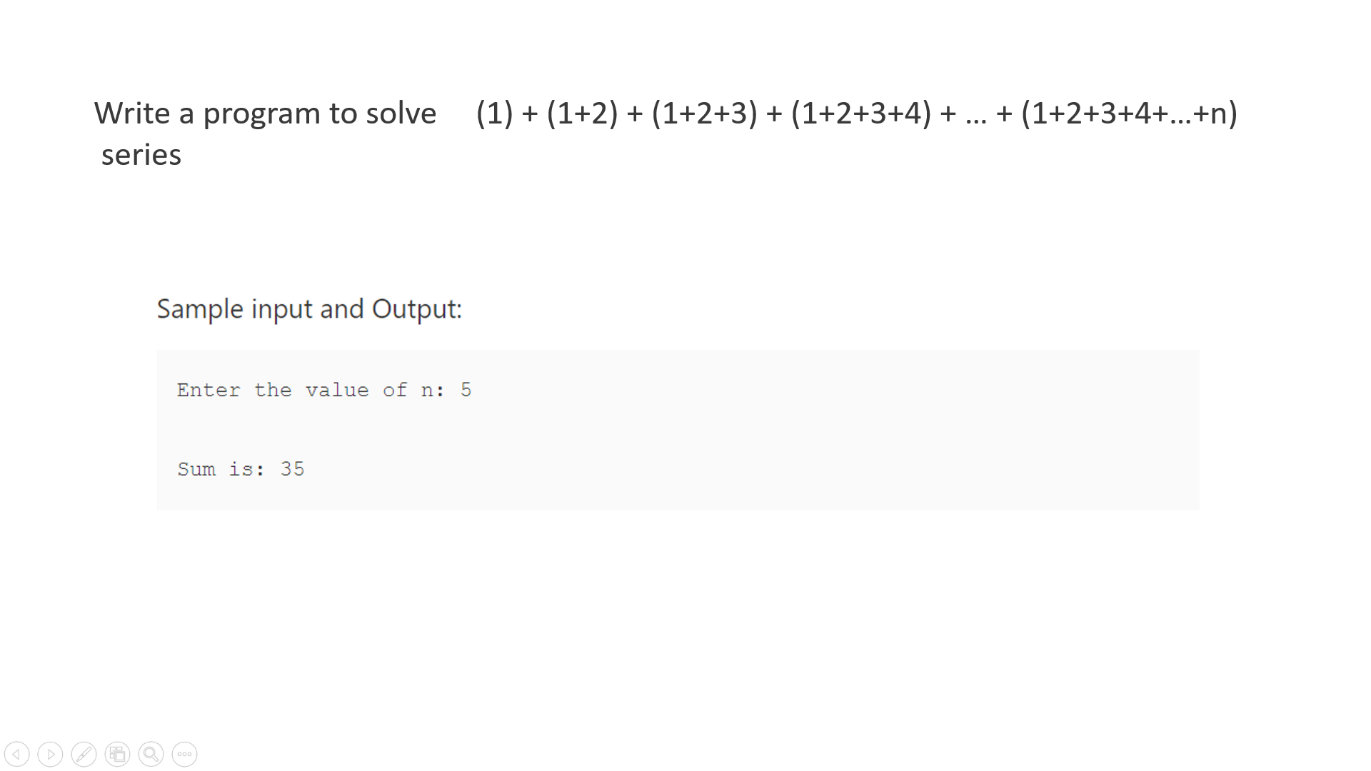 Write a program to solve (1) + (1+2) + (1+2+3) + (1+2+3+4) + ... + (1+2+3+4+...+n)
series
Sample input and Output:
Enter the value of n: 5
Sum is: 35